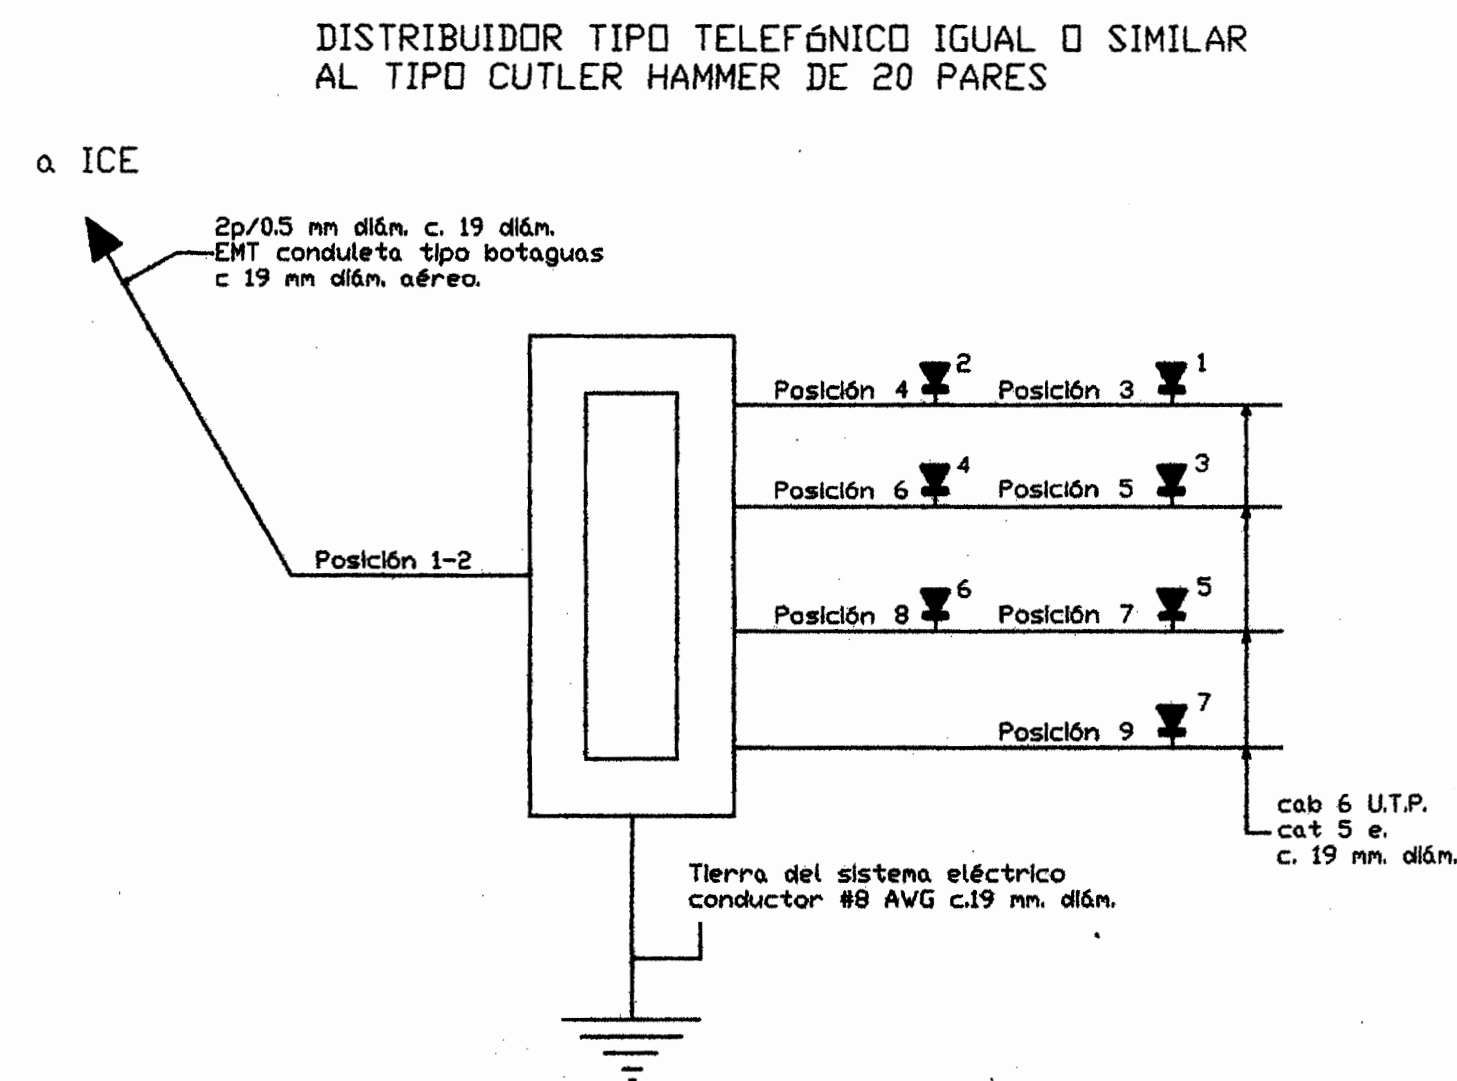 DISTRIBUIDOR TIPO TELEFÓNICO IGUAL O SIMILAR
AL TIPO CUTLER HAMMER DE 20 PARES
a ICE
2p/0.5 mm diám. c. 19 diám.
EMT conduleta tipo botaguas
c 19 mm diám. aéreo.
Posición 4 2 Posición 3 1
Posición 6 4 Posición 5 3
Posición 1-2
Posición 8 6 Posición 7 5
Posición 9 7
cab 6 U.T.P.
cat 5 e.
c. 19 mm. diám.
Tierra del sistema eléctrico
conductor #8 AWG c.19 mm. diám.